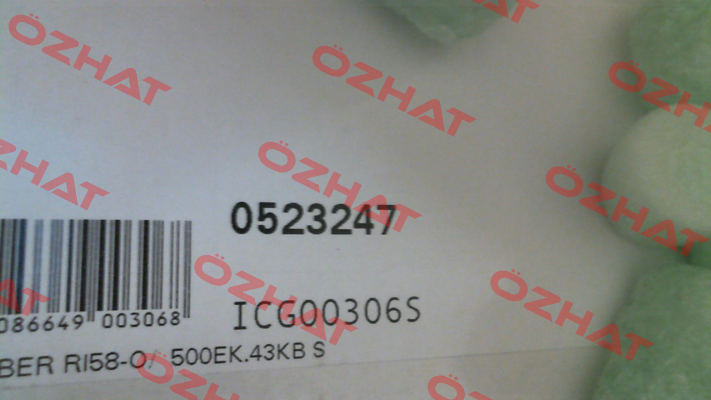 0523247
086649 003068
ICG00306S
BER RI58-O/ 500EK.43KB S
ÖZHAT
ÖZHAT
ÖZHAT
ÖZHAT
ÖZHAT
ÖZHAT
ÖZHAT
ÖZHAT